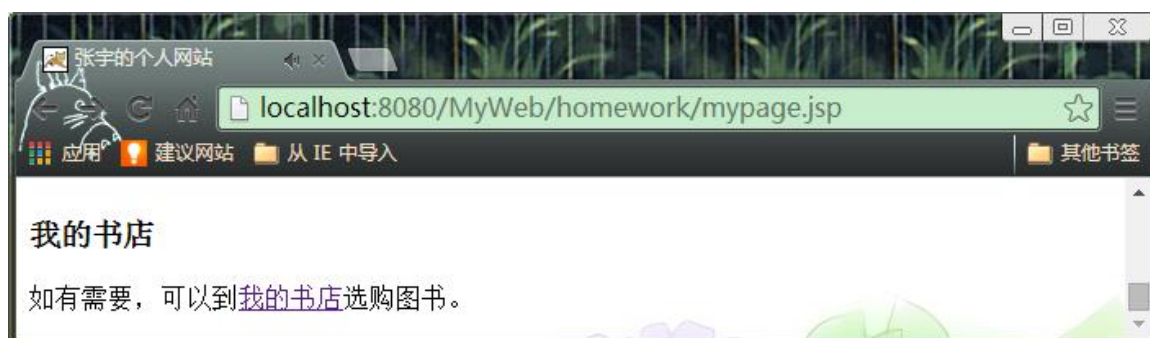 张宇的个人网站
localhost:8080/MyWeb/homework/mypage.jsp
应用 建议网站 从 IE 中导入 其他书签
我的书店
如有需要，可以到我的书店选购图书。